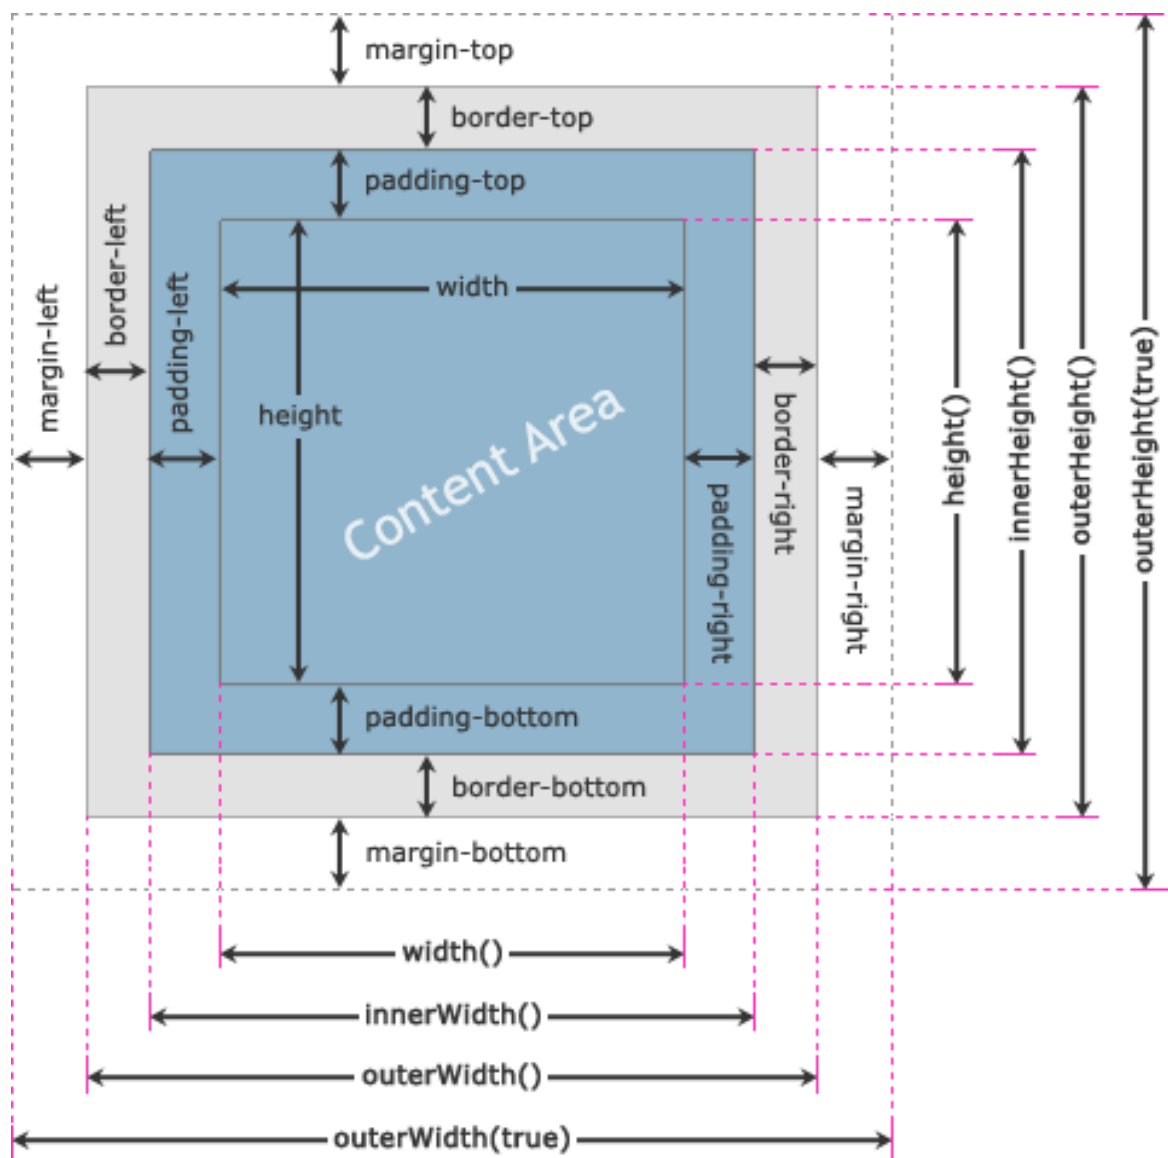 margin-top
border-top
padding-top
margin-left
border-left
padding-left
width
height
Content Area
padding-right
border-right
margin-right
height()
innerHeight()
outerHeight()
outerHeight(true)
padding-bottom
border-bottom
margin-bottom
width()
innerWidth()
outerWidth()
outerWidth(true)